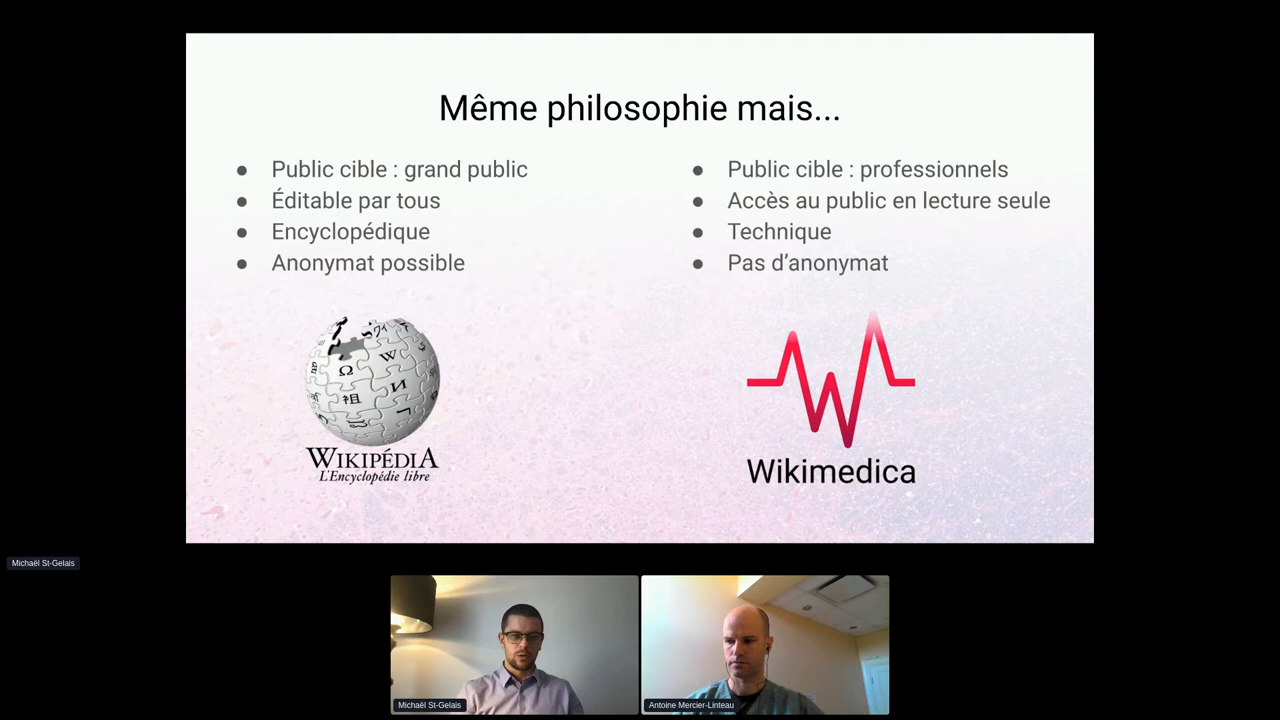 Même philosophie mais...
● Public cible : grand public
● Éditable par tous
● Encyclopédique
● Anonymat possible
● Public cible : professionnels
● Accès au public en lecture seule
● Technique
● Pas d’anonymat
Ω
W
И
祖
WIKIPÉDIA
L'Encyclopédie libre
Wikimedica
Michaël St-Gelais
Michaël St-Gelais
Antoine Mercier-Linteau